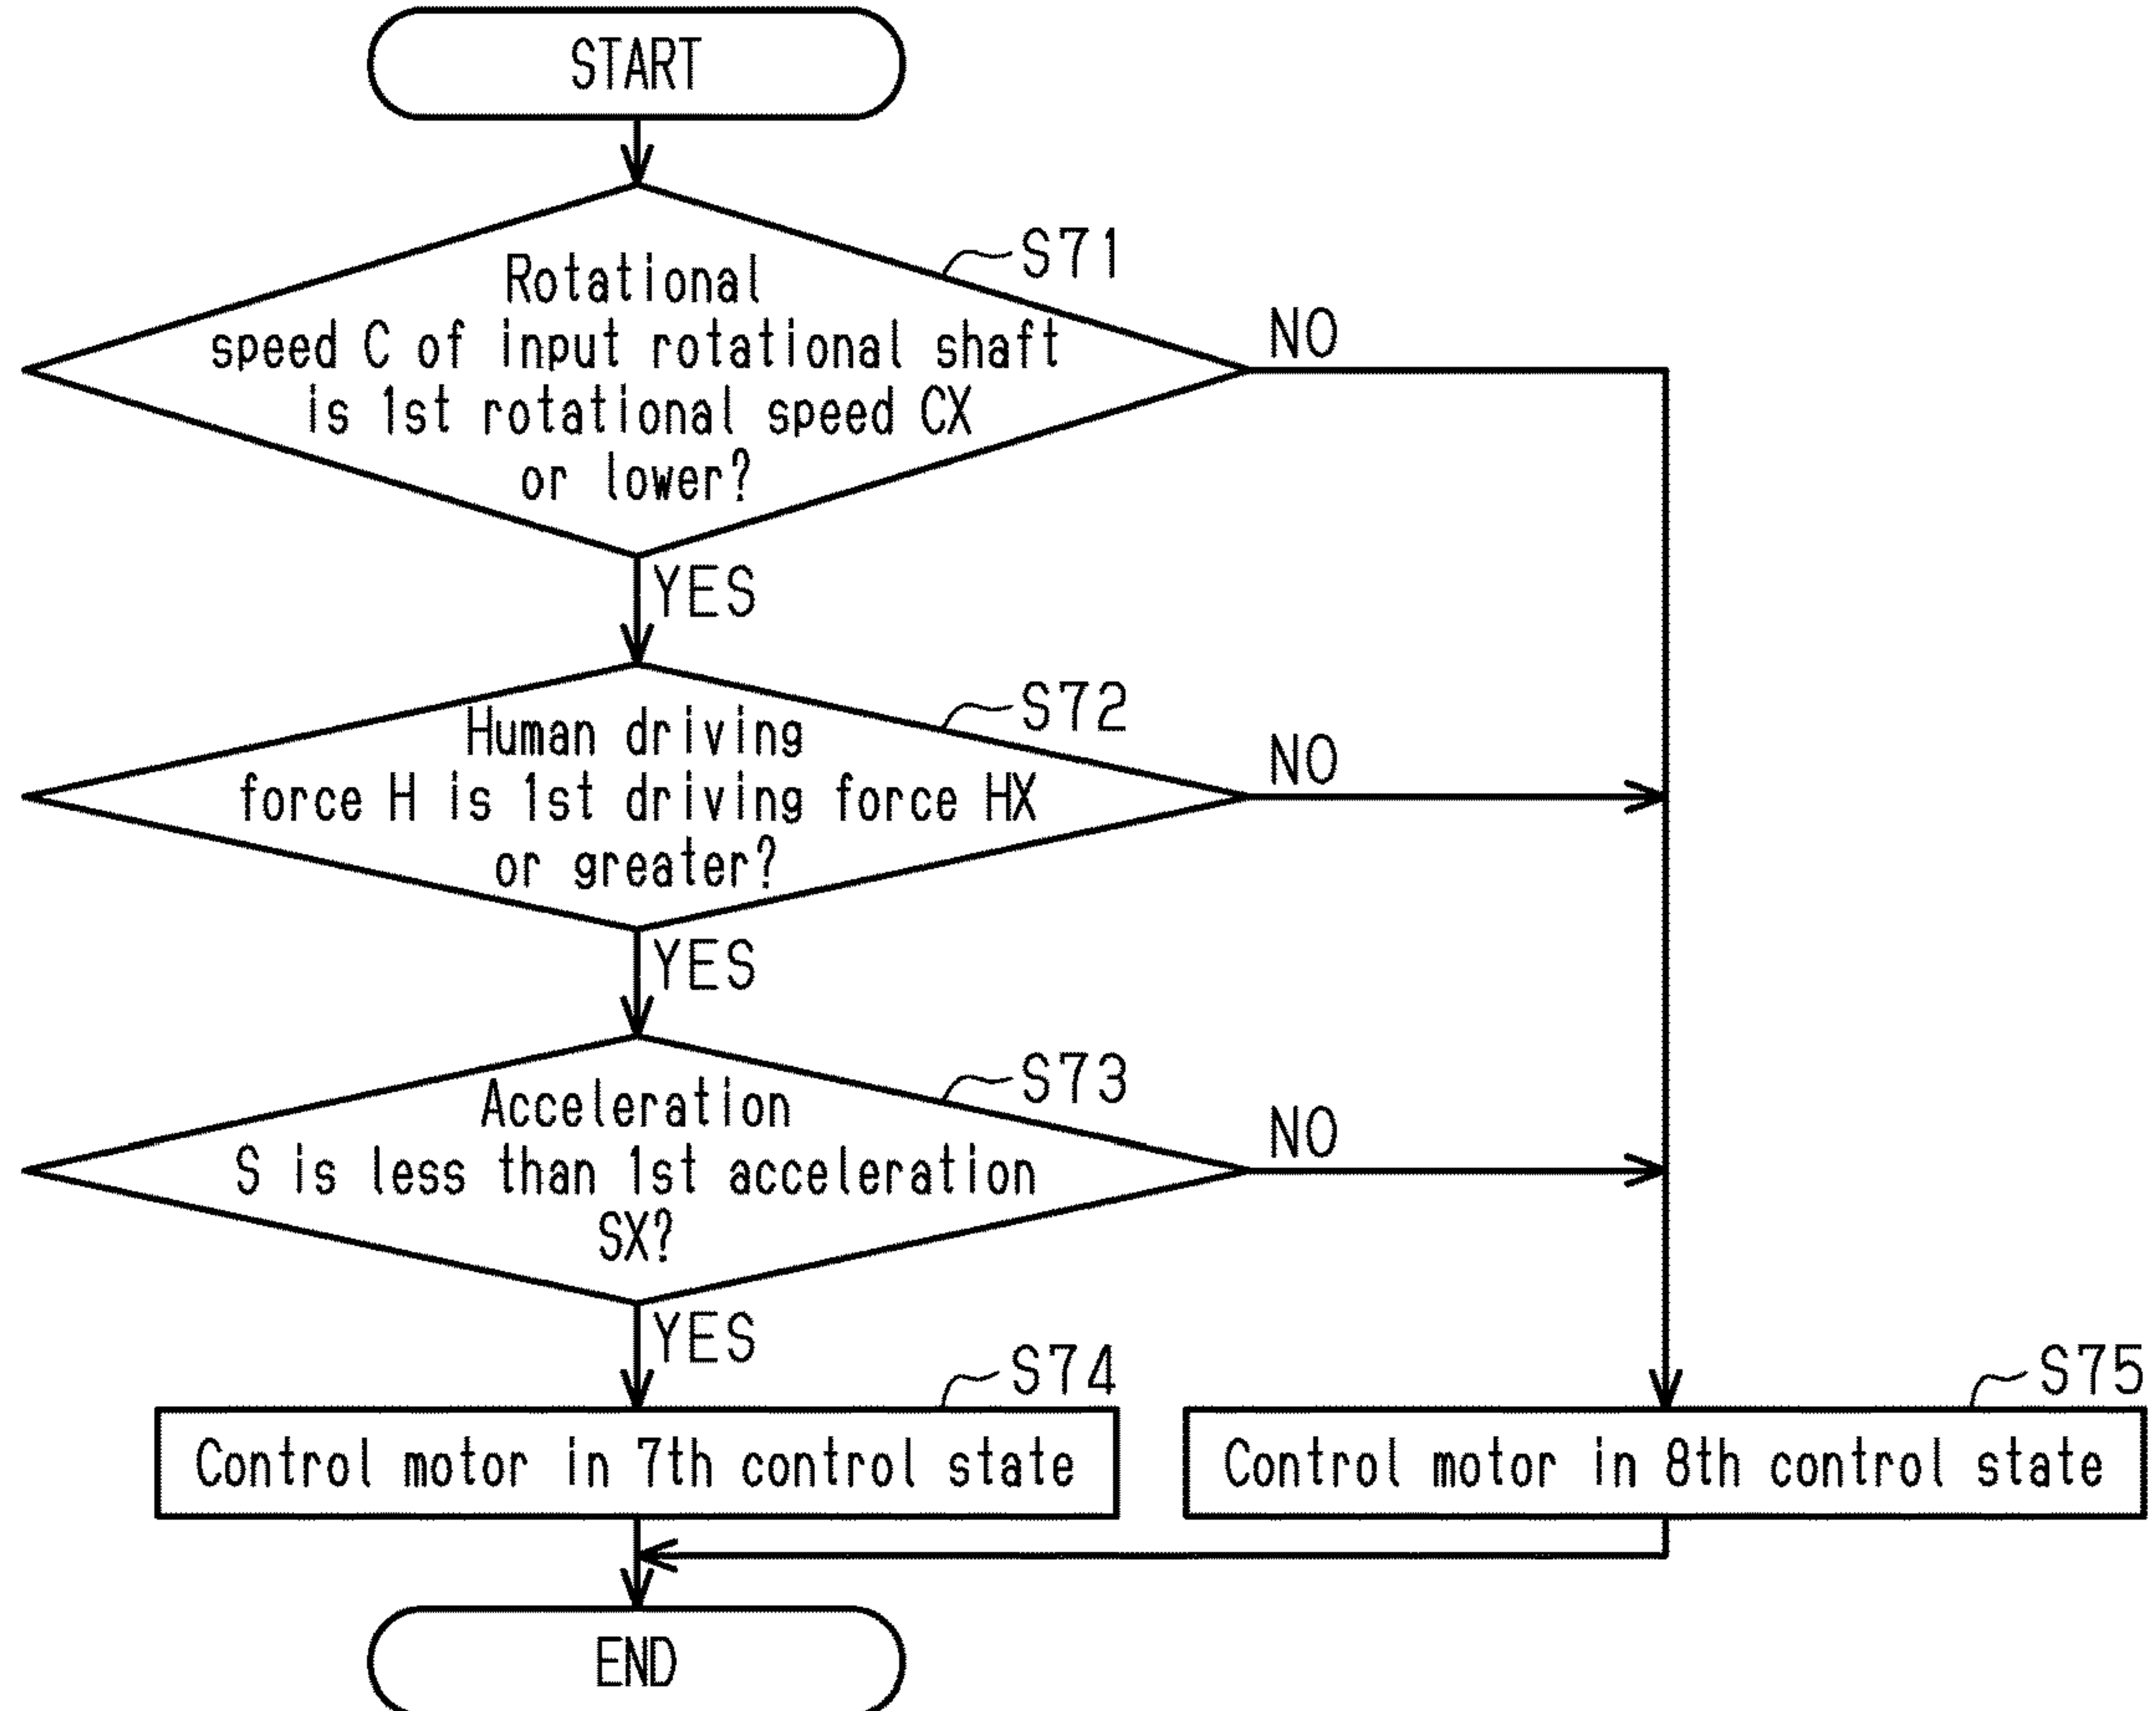 START
S71
Rotational
speed C of input rotational shaft
is 1st rotational speed CX
or lower?
NO
YES
S72
Human driving
force H is 1st driving force HX
or greater?
NO
YES
S73
Acceleration
S is less than 1st acceleration
SX?
NO
YES
S74
Control motor in 7th control state
S75
Control motor in 8th control state
END